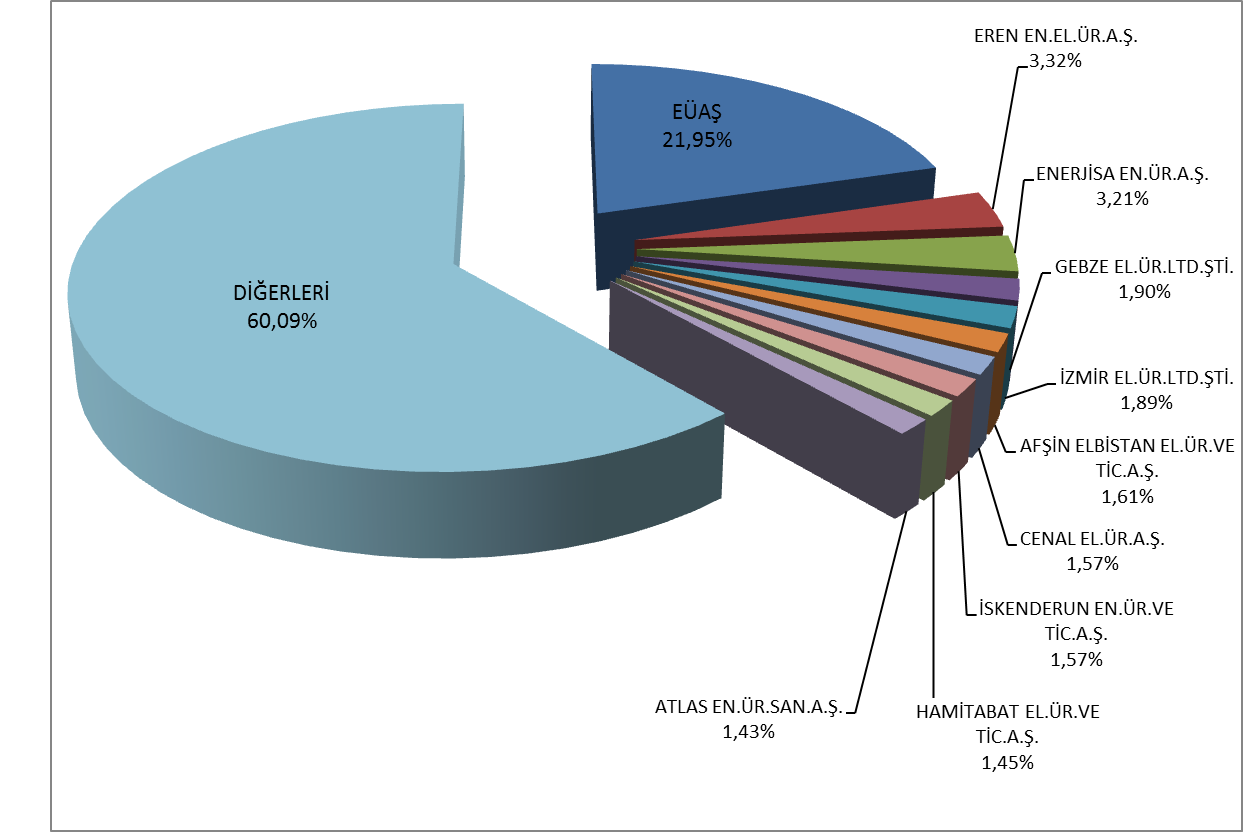 EREN EN.EL.ÜR.A.Ş.
3,32%
EÜAŞ
21,95%
ENERJİSA EN.ÜR.A.Ş.
3,21%
GEBZE EL.ÜR.LTD.ŞTİ.
1,90%
DİĞERLERİ
60,09%
İZMİR EL.ÜR.LTD.ŞTİ.
1,89%
AFŞİN ELBİSTAN EL.ÜR.VE
TİC.A.Ş.
1,61%
CENAL EL.ÜR.A.Ş.
1,57%
İSKENDERUN EN.ÜR.VE
TİC.A.Ş.
1,57%
ATLAS EN.ÜR.SAN.A.Ş.
1,43%
HAMİTABAT EL.ÜR.VE
TİC.A.Ş.
1,45%